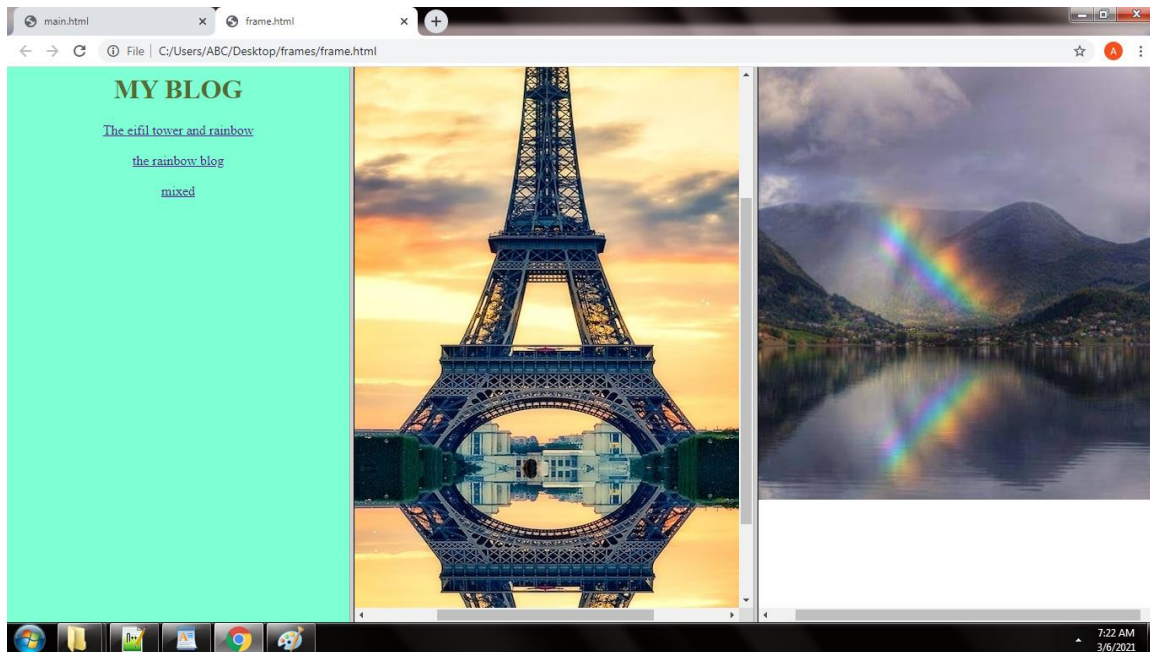 main.html
frame.html
File | C:/Users/ABC/Desktop/frames/frame.html
A
MY BLOG
The eifil tower and rainbow
the rainbow blog
mixed
7:22 AM
3/6/2021